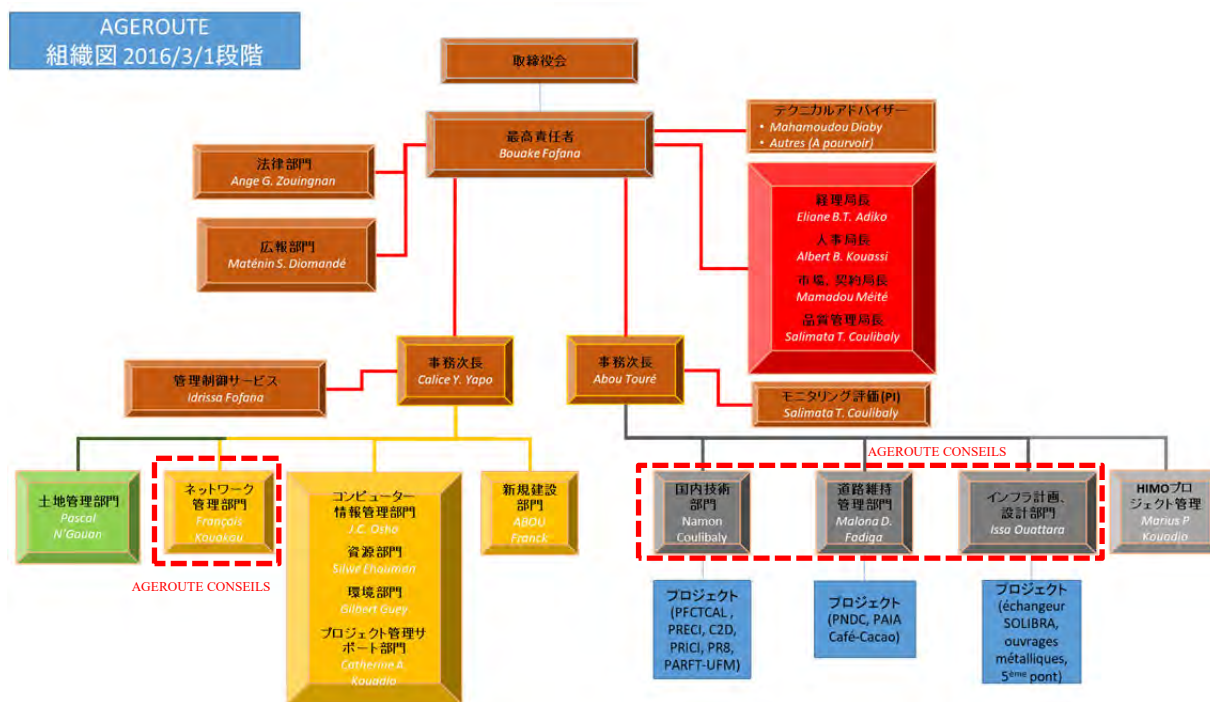 AGEROUTE
組織図 2016/3/1段階
取締役会
最高責任者
Bouake Fofana
テクニカルアドバイザー
• Mahamoudou Diaby
• Autres (A pourvoir)
法律部門
Ange G. Zouingnan
広報部門
Maténin S. Diomandé
経理局長
Eliane B.T. Adiko
人事局長
Albert B. Kouassi
市場、契約局長
Mamadou Méité
品質管理局長
Salimata T. Coulibaly
事務次長
Calice Y. Yapo
事務次長
Abou Touré
管理制御サービス
Idrissa Fofana
モニタリング評価(PI)
Salimata T. Coulibaly
AGEROUTE CONSEILS
土地管理部門
Pascal
N'Gouan
ネットワーク
管理部門
François
Kouakou
AGEROUTE CONSEILS
コンピューター
情報管理部門
J.C. Osho
資源部門
Silwe Ehouman
環境部門
Gilbert Guey
プロジェクト管理サ
ポート部門
Catherine A.
Kouadio
新規建設
部門
ABOU
Franck
国内技術
部門
Namon
Coulibaly
道路維持
管理部門
Malona D.
Fadiga
インフラ計画、
設計部門
Issa Ouattara
HIMOプロ
ジェクト管理
Marius P
Kouadio
プロジェクト
(PFCTCAL ,
PRECI, C2D,
PRICI, PR8,
PARFT-UFM)
プロジェクト
(PNDC, PAIA
Café-Cacao)
プロジェクト
(échangeur
SOLIBRA,
ouvrages
métalliques,
5ème pont)